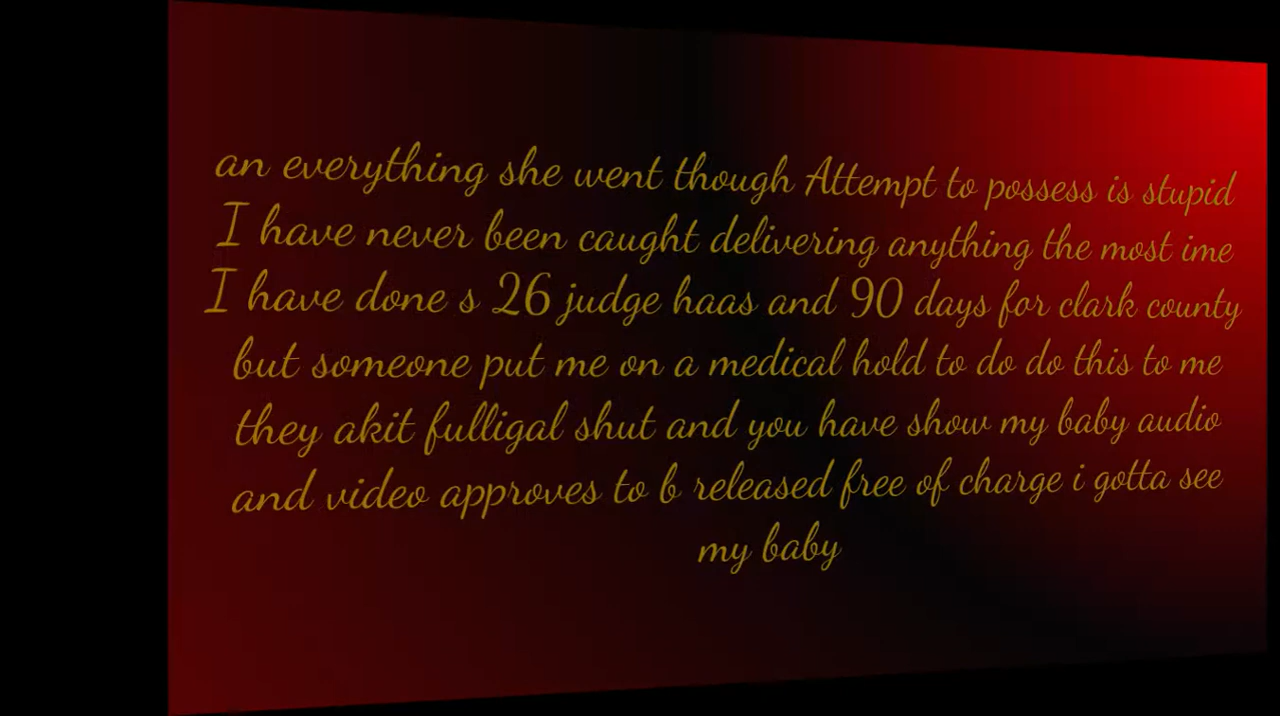 an everything she went though Attempt to possess is stupid
I have never been caught delivering anything the most ime
I have done s 26 judge haas and 90 days for clark county
but someone put me on a medical hold to do do this to me
they akit fulligal shut and you have show my baby audio
and video approves to b released free of charge i gotta see
my baby